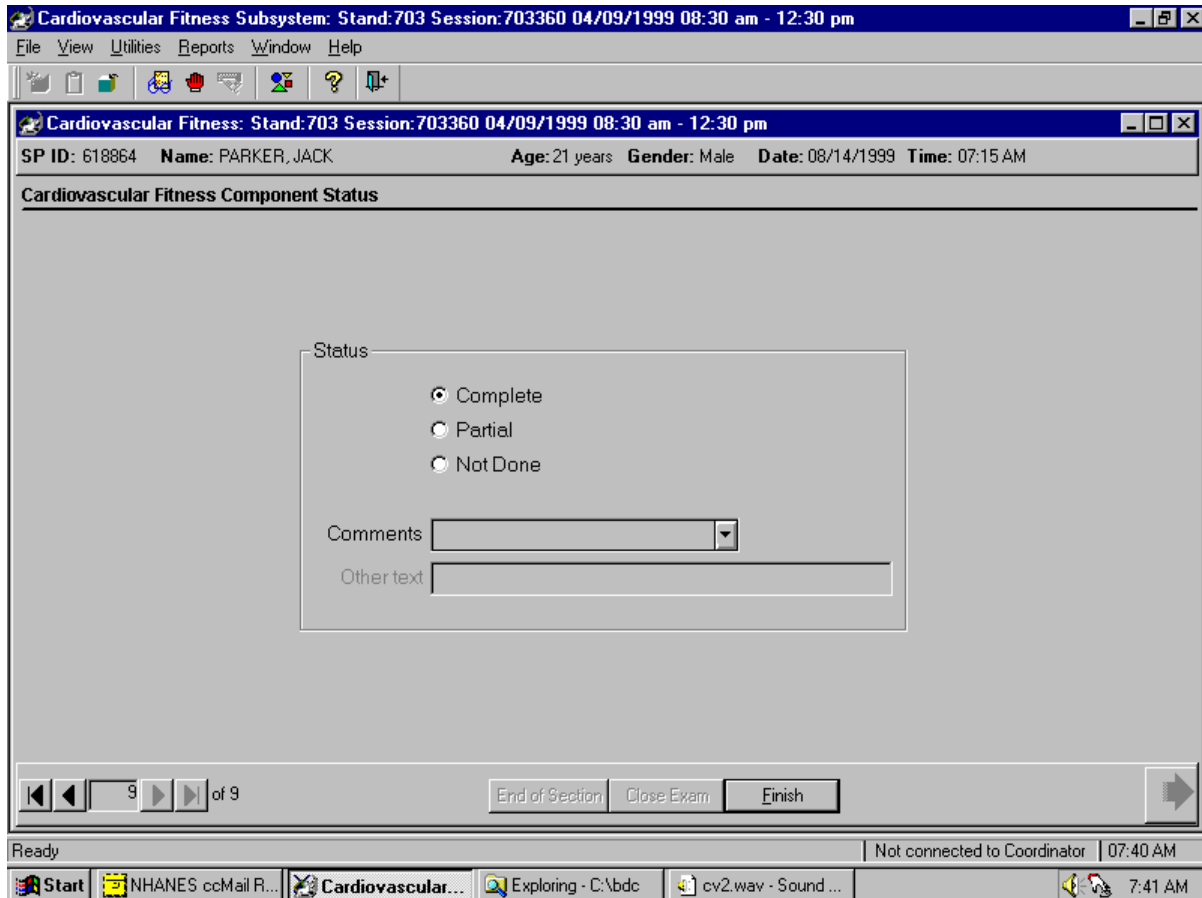 Cardiovascular Fitness Subsystem: Stand:703 Session:703360 04/09/1999 08:30 am - 12:30 pm
File View Utilities Reports Window Help
Cardiovascular Fitness: Stand:703 Session:703360 04/09/1999 08:30 am - 12:30 pm
SP ID: 618864 Name: PARKER, JACK Age: 21 years Gender: Male Date: 08/14/1999 Time: 07:15 AM
Cardiovascular Fitness Component Status
Status
Complete
Partial
Not Done
Comments
Other text
9 of 9 End of Section Close Exam Finish
Ready Not connected to Coordinator 07:40 AM
Start NHANES ccMail R... Cardiovascular... Exploring - C:\bdc cv2.wav - Sound ... 7:41 AM